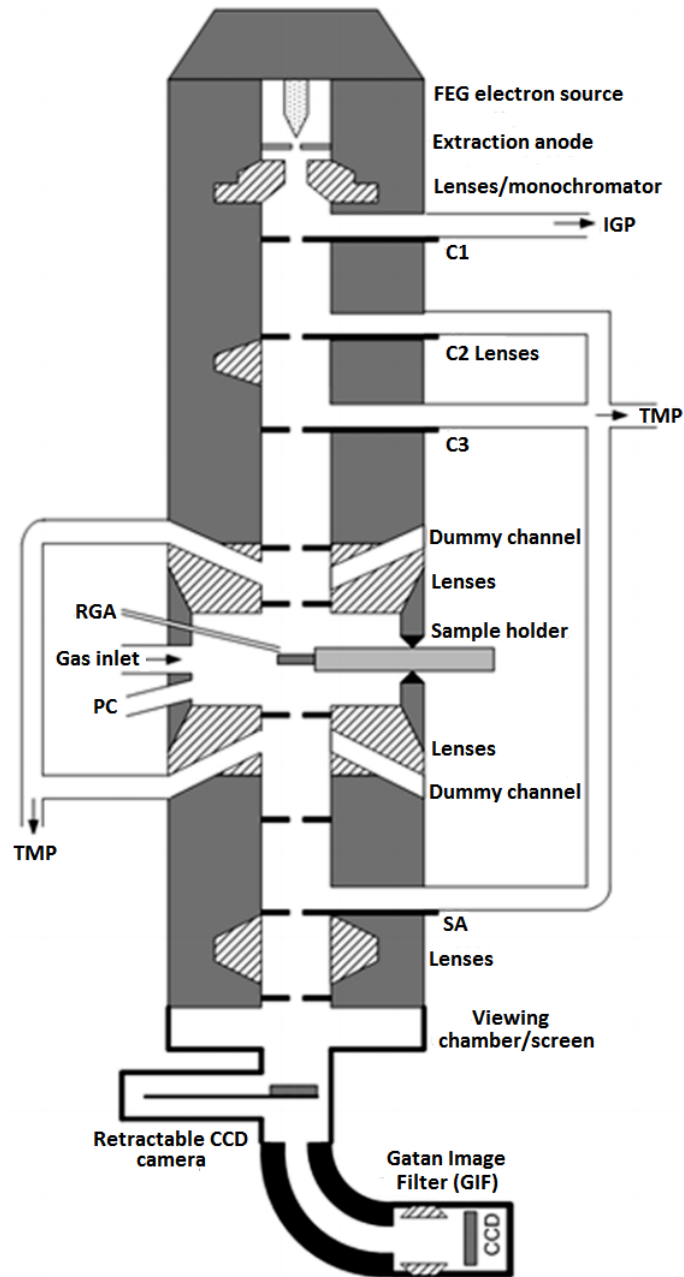 FEG electron source
Extraction anode
Lenses/monochromator
IGP
C1
C2 Lenses
TMP
C3
Dummy channel
Lenses
RGA
Sample holder
Gas inlet
PC
Lenses
Dummy channel
TMP
SA
Lenses
Viewing
chamber/screen
Retractable CCD
camera
Gatan Image
Filter (GIF)
CCD